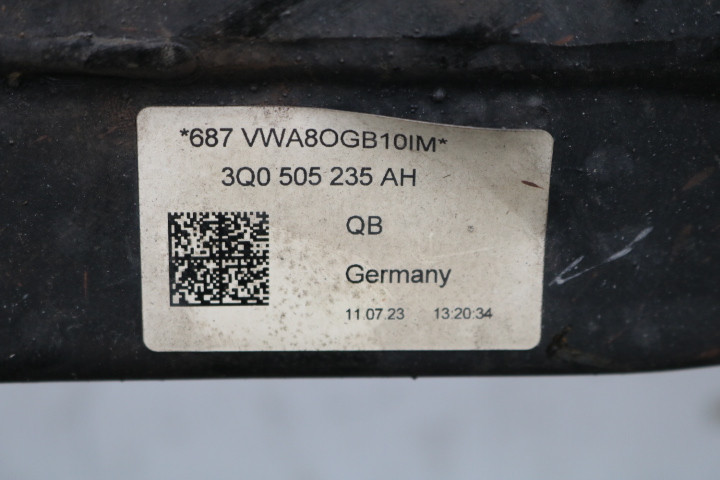 *687 VWA8OGB10IM*
3Q0 505 235 AH
QB
Germany
11.07.23 13:20:34